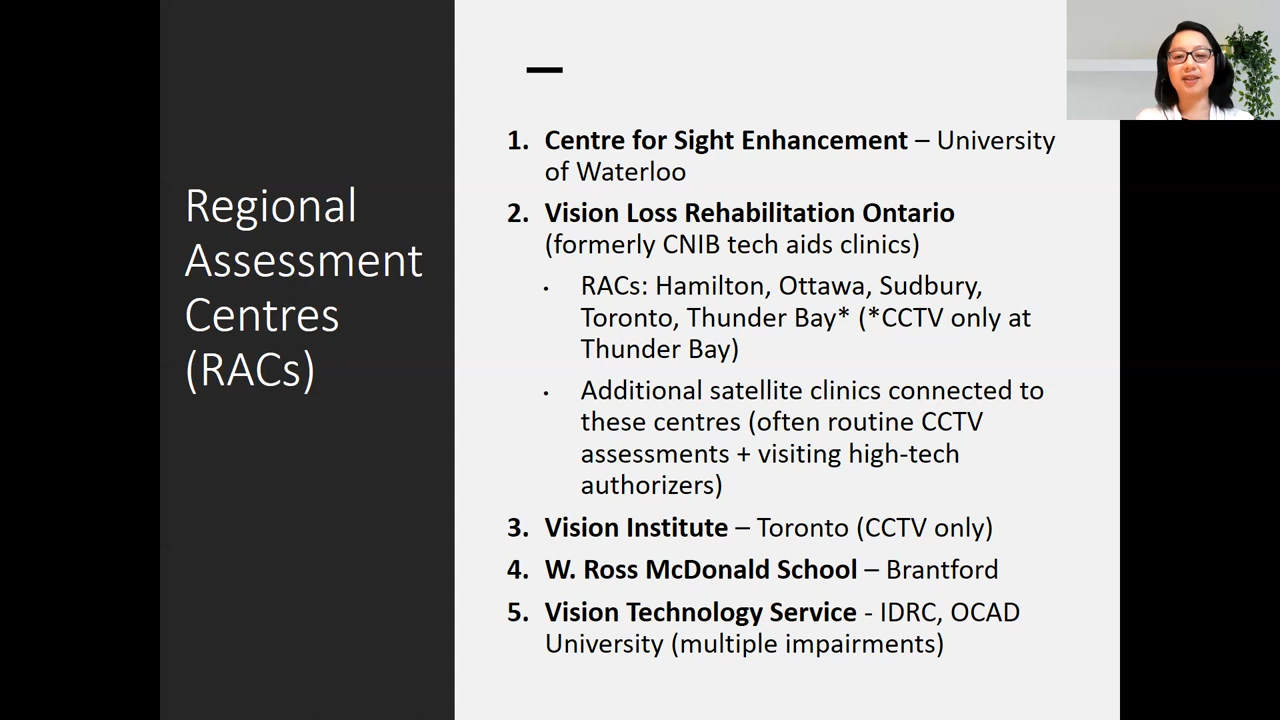 Regional
Assessment
Centres
(RACs)
1. Centre for Sight Enhancement – University
of Waterloo
2. Vision Loss Rehabilitation Ontario
(formerly CNIB tech aids clinics)
• RACs: Hamilton, Ottawa, Sudbury,
Toronto, Thunder Bay* (*CCTV only at
Thunder Bay)
• Additional satellite clinics connected to
these centres (often routine CCTV
assessments + visiting high-tech
authorizers)
3. Vision Institute – Toronto (CCTV only)
4. W. Ross McDonald School – Brantford
5. Vision Technology Service - IDRC, OCAD
University (multiple impairments)